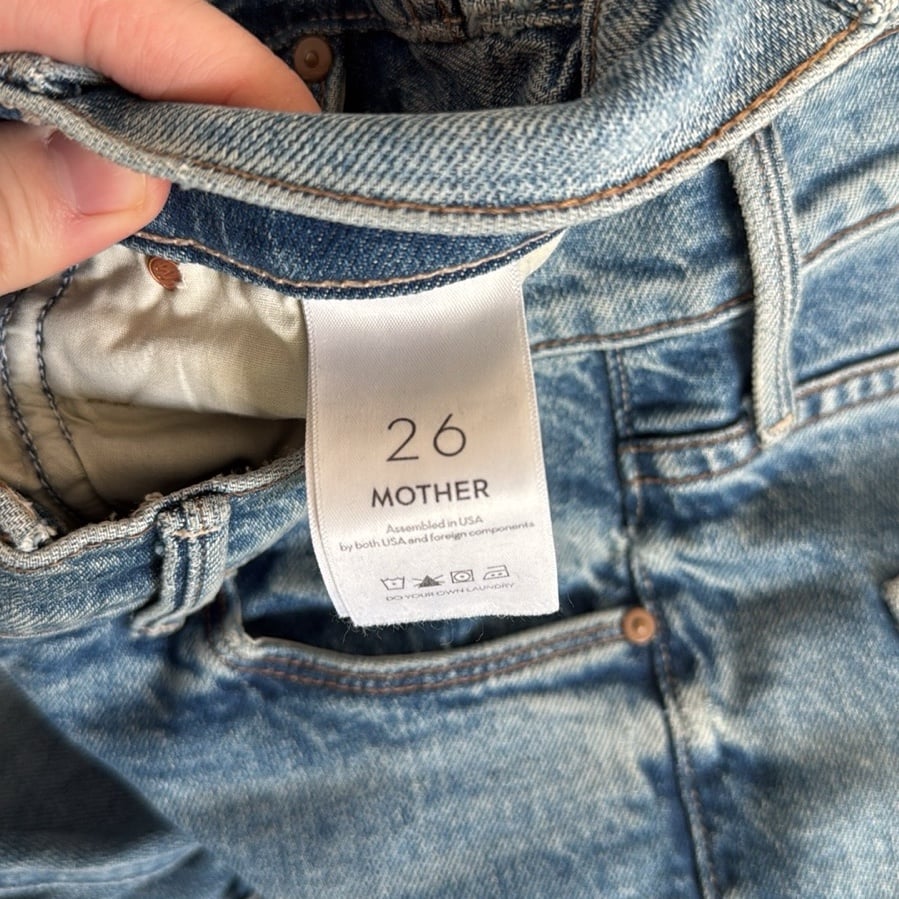 26
MOTHER
Assembled in USA
by both USA and foreign components
DO YOUR OWN LAUNDRY